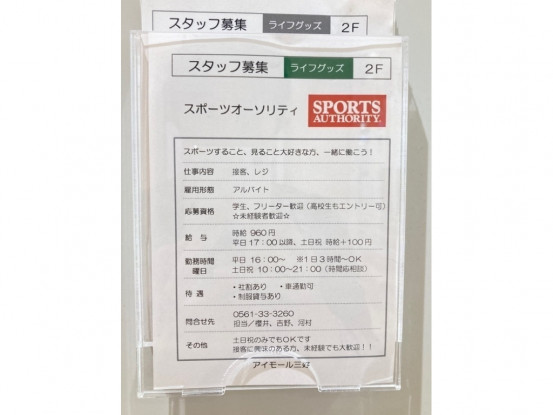 スタッフ募集 ライフグッズ 2F
スタッフ募集 ライフグッズ 2F
スポーツオーソリティ SPORTS AUTHORITY.
スポーツすること、見ること大好きな方、一緒に働こう！
仕事内容 接客、レジ
雇用形態 アルバイト
応募資格 学生、フリーター歓迎（高校生もエントリー可）
☆未経験者歓迎☆
給与 時給 960円
平日 17:00以降、土日祝 時給＋100円
勤務時間 平日 16:00～ ※1日3時間～OK
曜日 土日祝 10:00～21:00（時間応相談）
待遇 ・社割あり ・車通勤可
・制服貸与あり
問合せ先 0561-33-3260
担当／櫻井、吉野、河村
その他 土日祝のみでもOKです
接客に興味のある方、未経験でも大歓迎！！
アイモール三好